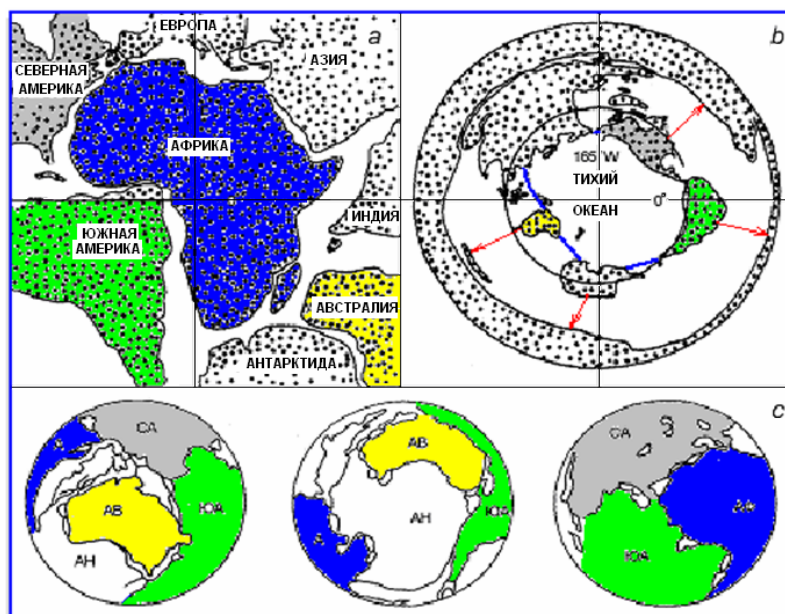 ЕВРОПА
a
АЗИЯ
СЕВЕРНАЯ
АМЕРИКА
АФРИКА
ИНДИЯ
ЮЖНАЯ
АМЕРИКА
АВСТРАЛИЯ
АНТАРКТИДА
b
165 W
ТИХИЙ
0°
ОКЕАН
c
СА
АВ
ЮА
АН
АВ
АН
ЮА
СА
ЮА